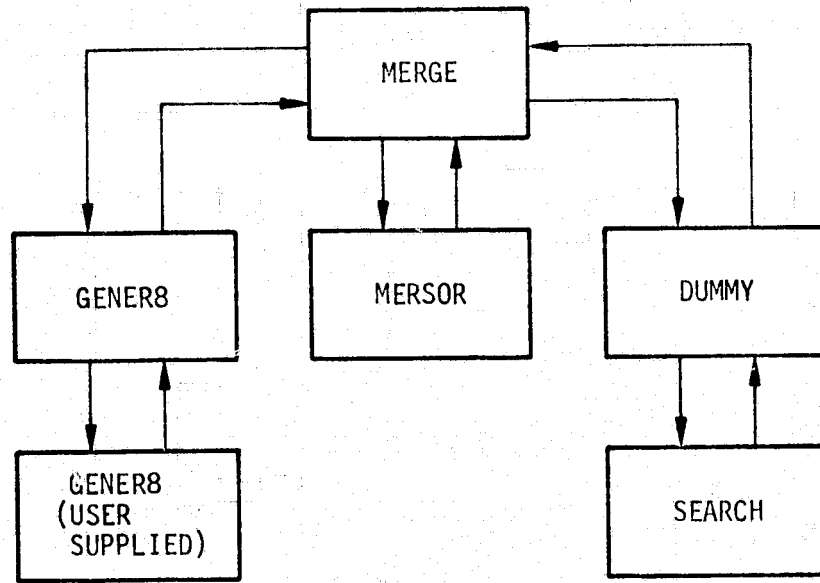 MERGE
GENER8
MERSOR
DUMMY
GENER8
(USER
SUPPLIED)
SEARCH